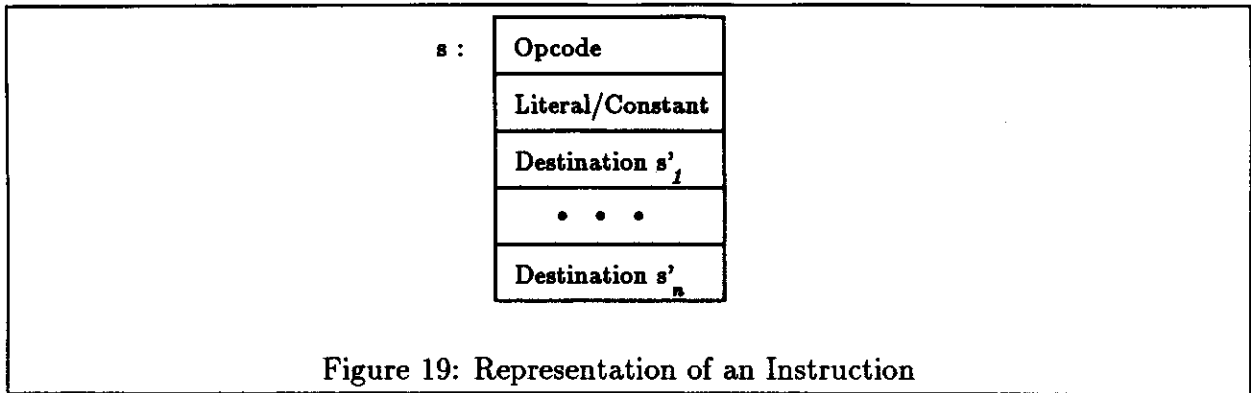 s : Opcode
Literal/Constant
Destination s'1
• • •
Destination s'n
Figure 19: Representation of an Instruction